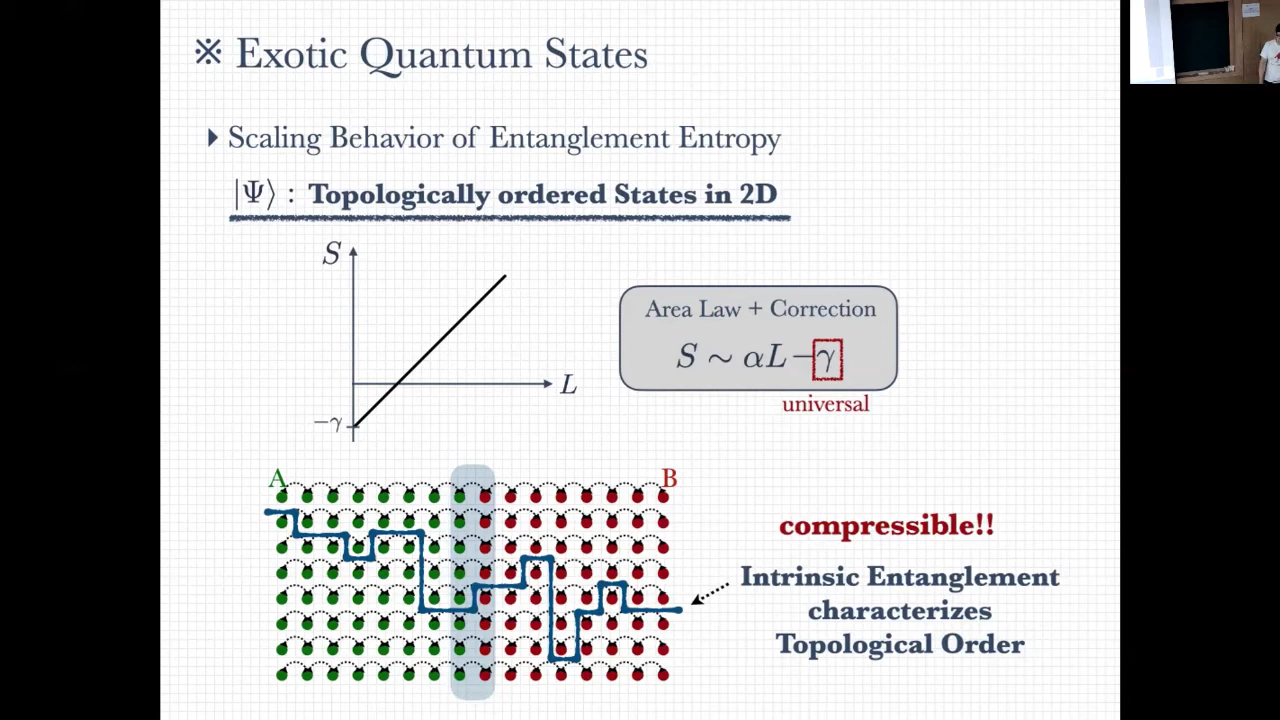 ※ Exotic Quantum States
Scaling Behavior of Entanglement Entropy
|Ψ⟩ : Topologically ordered States in 2D
S
L
−γ
Area Law + Correction
S ∼ αL −γ
universal
A
B
compressible!!
Intrinsic Entanglement
characterizes
Topological Order